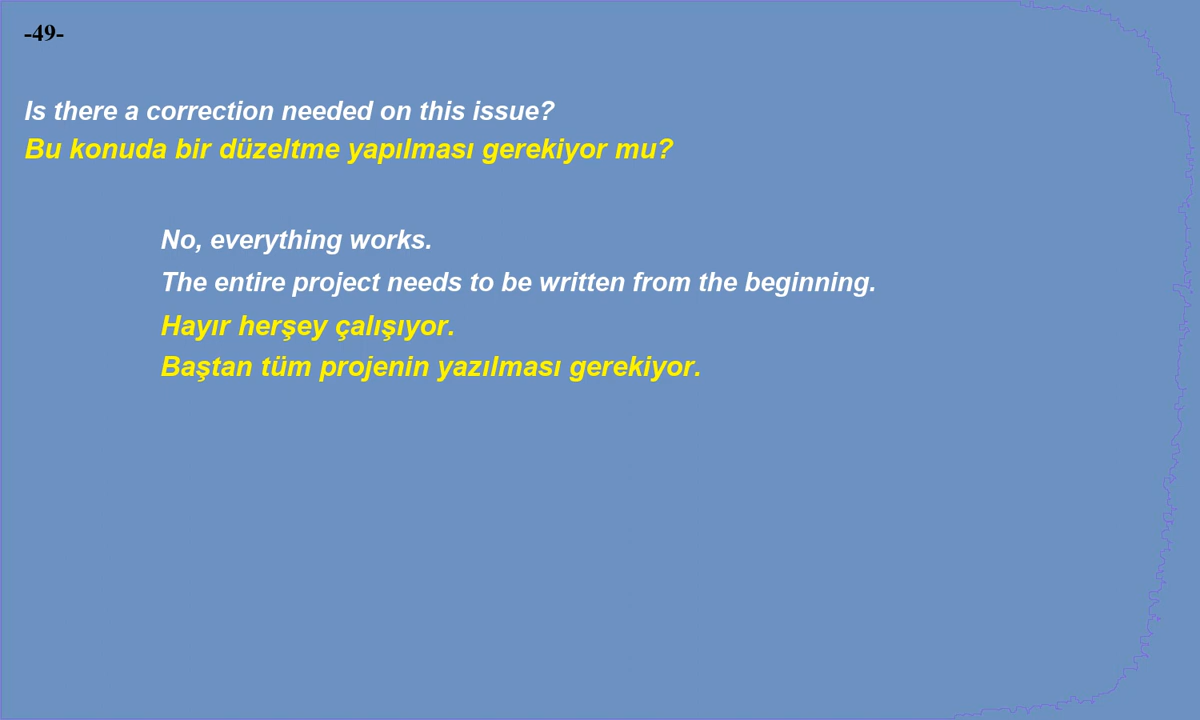 -49-
Is there a correction needed on this issue?
Bu konuda bir düzeltme yapılması gerekiyor mu?
No, everything works.
The entire project needs to be written from the beginning.
Hayır herşey çalışıyor.
Baştan tüm projenin yazılması gerekiyor.